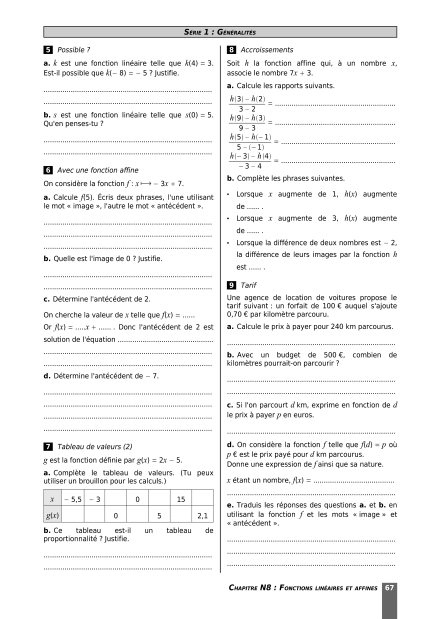 SÉRIE 1 : GÉNÉRALITÉS
5 Possible ?
a. k est une fonction linéaire telle que k(4) = 3.
Est-il possible que k(− 8) = − 5 ? Justifie.
................................................................
................................................................
b. s est une fonction linéaire telle que s(0) = 5.
Qu'en penses-tu ?
................................................................
................................................................
6 Avec une fonction affine
On considère la fonction f : x ⟼ − 3x + 7.
a. Calcule f(5). Écris deux phrases, l'une utilisant
le mot « image », l'autre le mot « antécédent ».
................................................................
................................................................
................................................................
b. Quelle est l'image de 0 ? Justifie.
................................................................
................................................................
c. Détermine l'antécédent de 2.
On cherche la valeur de x telle que f(x) = ......
Or f(x) = .....x + ...... . Donc l'antécédent de 2 est
solution de l'équation ........................................
................................................................
................................................................
d. Détermine l'antécédent de − 7.
................................................................
................................................................
................................................................
................................................................
7 Tableau de valeurs (2)
g est la fonction définie par g(x) = 2x − 5.
a. Complète le tableau de valeurs. (Tu peux
utiliser un brouillon pour les calculs.)
x − 5,5 − 3 0 15
g(x) 0 5 2,1
b. Ce tableau est-il un tableau de
proportionnalité ? Justifie.
................................................................
................................................................
8 Accroissements
Soit h la fonction affine qui, à un nombre x,
associe le nombre 7x + 3.
a. Calcule les rapports suivants.
h(3)−h(2)
3 − 2 = ................................................
h(9)−h(3)
9 − 3 = ................................................
h(5)−h(−1)
5 −(−1) = ................................................
h(−3)−h(4)
−3 − 4 = ................................................
b. Complète les phrases suivantes.
• Lorsque x augmente de 1, h(x) augmente
de ...... .
• Lorsque x augmente de 3, h(x) augmente
de ...... .
• Lorsque la différence de deux nombres est − 2,
la différence de leurs images par la fonction h
est ...... .
9 Tarif
Une agence de location de voitures propose le
tarif suivant : un forfait de 100 € auquel s'ajoute
0,70 € par kilomètre parcouru.
a. Calcule le prix à payer pour 240 km parcourus.
................................................................
b. Avec un budget de 500 €, combien de
kilomètres pourrait-on parcourir ?
................................................................
................................................................
c. Si l'on parcourt d km, exprime en fonction de d
le prix à payer p en euros.
................................................................
d. On considère la fonction f telle que f(d) = p où
p € est le prix payé pour d km parcourus.
Donne une expression de f ainsi que sa nature.
x étant un nombre, f(x) = ...............................
................................................................
e. Traduis les réponses des questions a. et b. en
utilisant la fonction f et les mots « image » et
« antécédent ».
................................................................
................................................................
................................................................
CHAPITRE N8 : FONCTIONS LINÉAIRES ET AFFINES 67